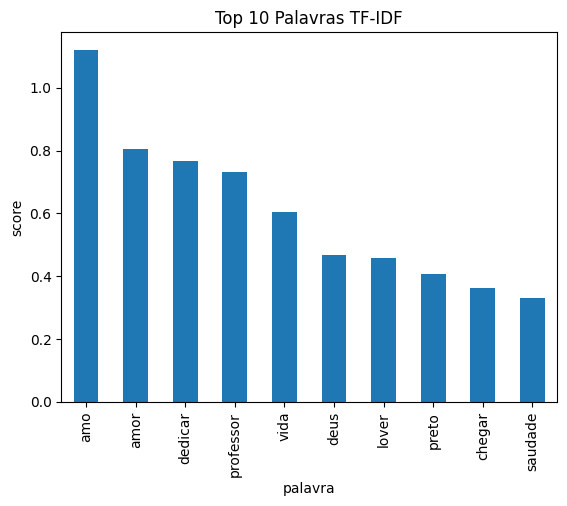 Top 10 Palavras TF-IDF
score
1.0
0.8
0.6
0.4
0.2
0.0
amo
amor
dedicar
professor
vida
deus
lover
preto
chegar
saudade
palavra